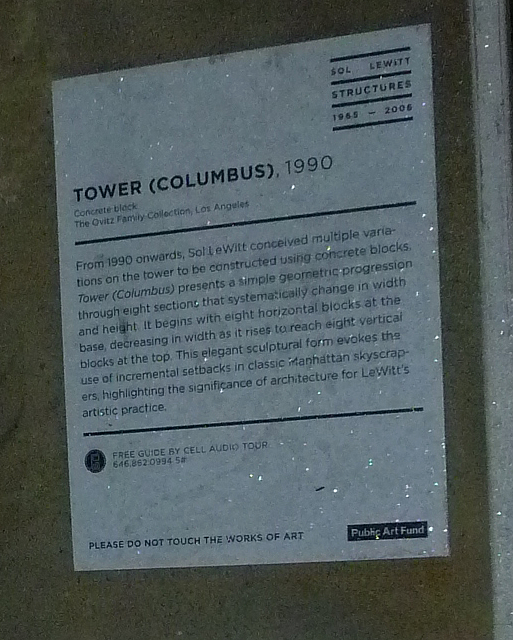 SOL LEWITT
STRUCTURES
1965 – 2006
TOWER (COLUMBUS), 1990
Concrete block
The Ovitz Family Collection, Los Angeles
From 1990 onwards, Sol LeWitt conceived multiple varia-
tions on the tower to be constructed using concrete blocks.
Tower (Columbus) presents a simple geometric progression
through eight sections that systematically change in width
and height. It begins with eight horizontal blocks at the
base, decreasing in width as it rises to reach eight vertical
blocks at the top. This elegant sculptural form evokes the
use of incremental setbacks in classic Manhattan skyscrap-
ers, highlighting the significance of architecture for LeWitt's
artistic practice.
FREE GUIDE BY CELL AUDIO TOUR
646.862.0994 5#
PLEASE DO NOT TOUCH THE WORKS OF ART
Public Art Fund